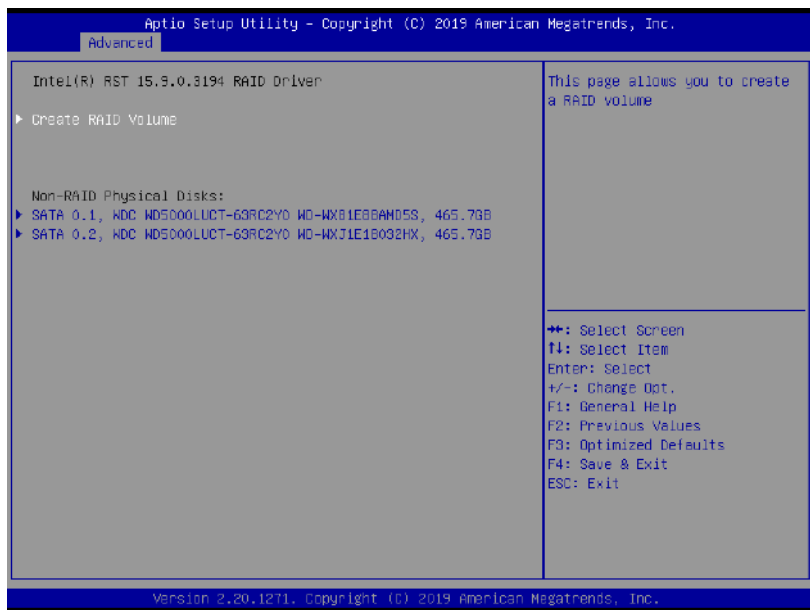 Aptio Setup Utility – Copyright (C) 2019 American Megatrends, Inc.
Advanced
Intel(R) RST 15.9.0.3194 RAID Driver
Create RAID Volume
Non-RAID Physical Disks:
SATA 0.1, WDC WD5000LUCT-63RC2Y0 WD-WX81E88AMD5S, 465.7GB
SATA 0.2, WDC WD5000LUCT-63RC2Y0 WD-WXJ1E18032HX, 465.7GB
This page allows you to create
a RAID volume
→←: Select Screen
↑↓: Select Item
Enter: Select
+/-: Change Opt.
F1: General Help
F2: Previous Values
F3: Optimized Defaults
F4: Save & Exit
ESC: Exit
Version 2.20.1271. Copyright (C) 2019 American Megatrends, Inc.